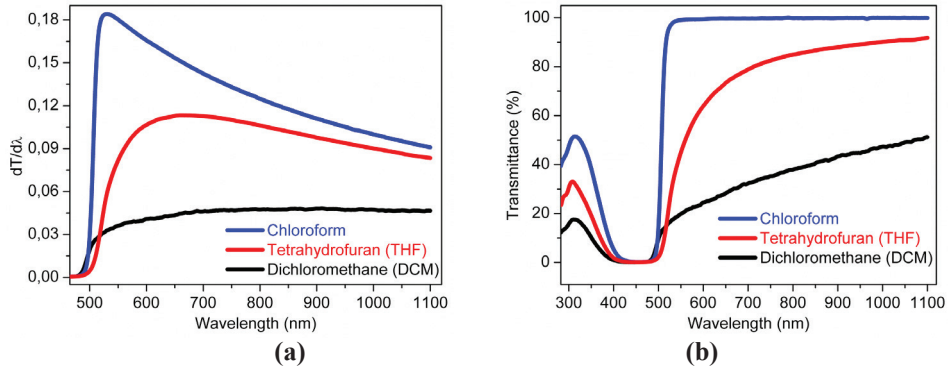 dT/dλ
0,18
0,15
0,12
0,09
0,06
0,03
0,00
Chloroform
Tetrahydrofuran (THF)
Dichloromethane (DCM)
500 600 700 800 900 1000 1100
Wavelength (nm)
(a)
Transmittance (%)
100
80
60
40
20
0
Chloroform
Tetrahydrofuran (THF)
Dichloromethane (DCM)
300 400 500 600 700 800 900 1000 1100
Wavelength (nm)
(b)